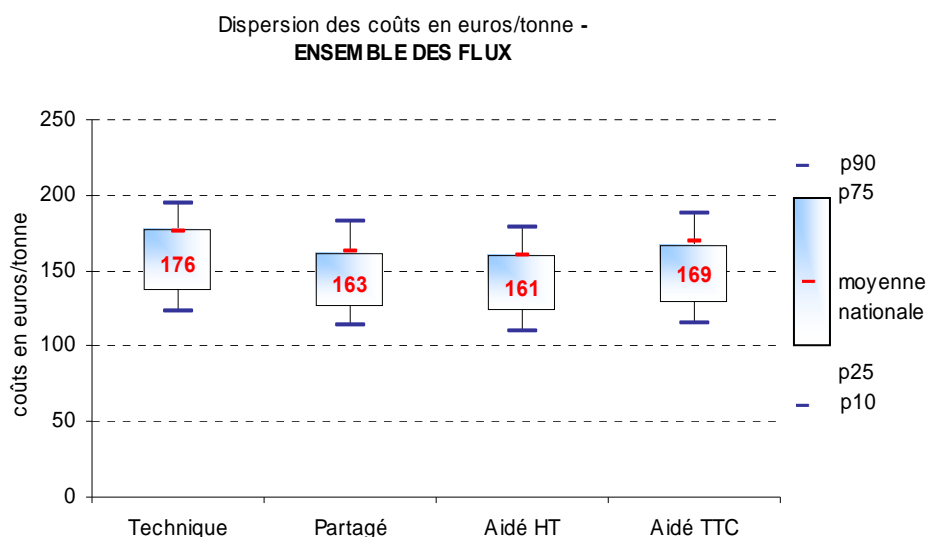 Dispersion des coûts en euros/tonne -
ENSEMBLE DES FLUX
coûts en euros/tonne
250
200
150
100
50
0
176
163
161
169
Technique
Partagé
Aidé HT
Aidé TTC
p90
p75
moyenne
nationale
p25
p10